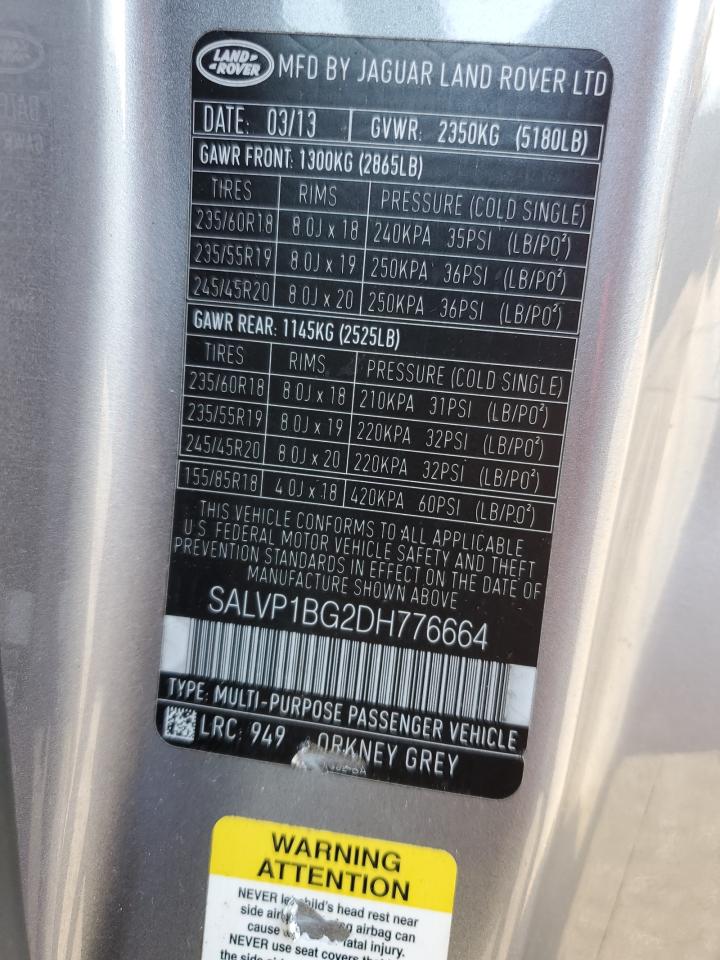 LAND ROVER MFD BY JAGUAR LAND ROVER LTD
DATE: 03/13 GVWR: 2350KG (5180LB)
GAWR FRONT: 1300KG (2865LB)
TIRES RIMS PRESSURE (COLD SINGLE)
235/60R18 8.0J x 18 240KPA 35PSI (LB/PO²)
235/55R19 8.0J x 19 250KPA 36PSI (LB/PO²)
245/45R20 8.0J x 20 250KPA 36PSI (LB/PO²)
GAWR REAR: 1145KG (2525LB)
TIRES RIMS PRESSURE (COLD SINGLE)
235/60R18 8.0J x 18 210KPA 31PSI (LB/PO²)
235/55R19 8.0J x 19 220KPA 32PSI (LB/PO²)
245/45R20 8.0J x 20 220KPA 32PSI (LB/PO²)
155/85R18 4.0J x 18 420KPA 60PSI (LB/P.O²)
THIS VEHICLE CONFORMS TO ALL APPLICABLE
U.S. FEDERAL MOTOR VEHICLE SAFETY AND THEFT
PREVENTION STANDARDS IN EFFECT ON THE DATE OF
MANUFACTURE SHOWN ABOVE
SALVP1BG2DH776664
TYPE: MULTI-PURPOSE PASSENGER VEHICLE
LRC: 949 ORKNEY GREY
WARNING
ATTENTION
NEVER child's head rest near
side airbag can
cause fatal injury.
NEVER use seat covers that
the side